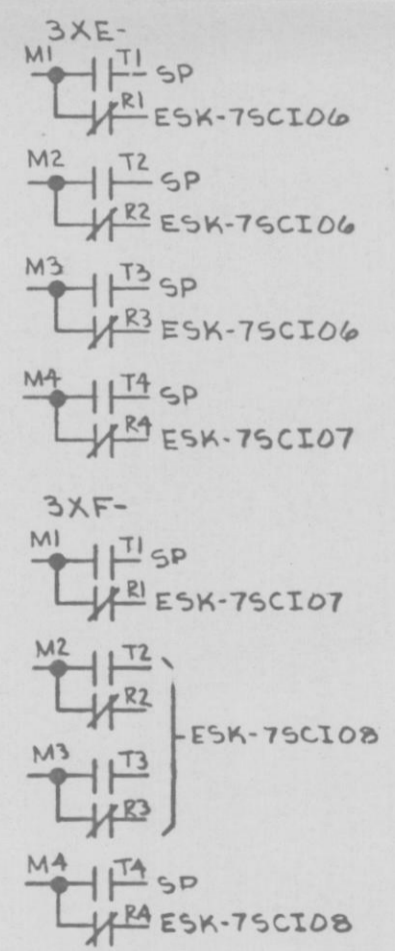 3XE-
M1 T1 SP
R1 ESK-7SCI06
M2 T2 SP
R2 ESK-7SCI06
M3 T3 SP
R3 ESK-7SCI06
M4 T4 SP
R4 ESK-7SCI07
3XF-
M1 T1 SP
R1 ESK-7SCI07
M2 T2
R2
ESK-7SCI08
M3 T3
R3
M4 T4 SP
R4 ESK-7SCI08